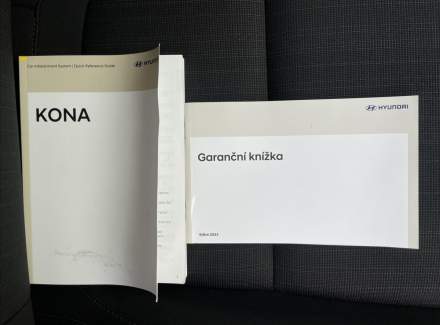 Car Infotainment System | Quick Reference Guide
HYUNDAI
KONA
HYUNDAI
Garanční knížka